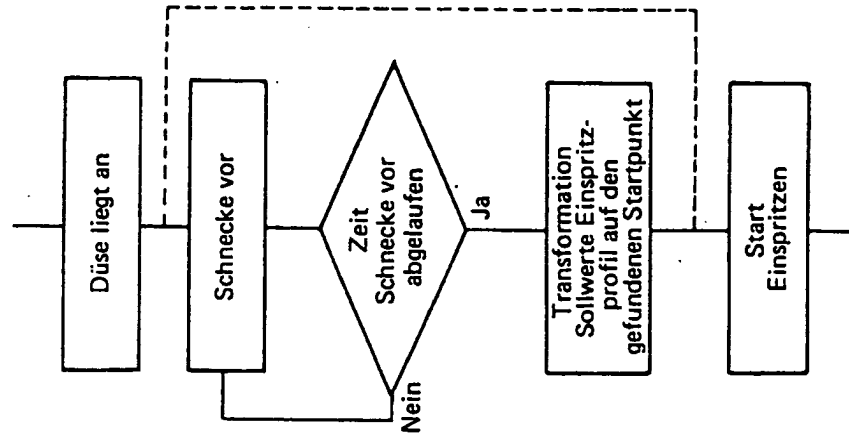 Düse liegt an
Schnecke vor
Zeit
Schnecke vor
abgelaufen
Nein
Ja
Transformation
Sollwerte Einspritz-
profil auf den
gefundenen Startpunkt
Start
Einspritzen